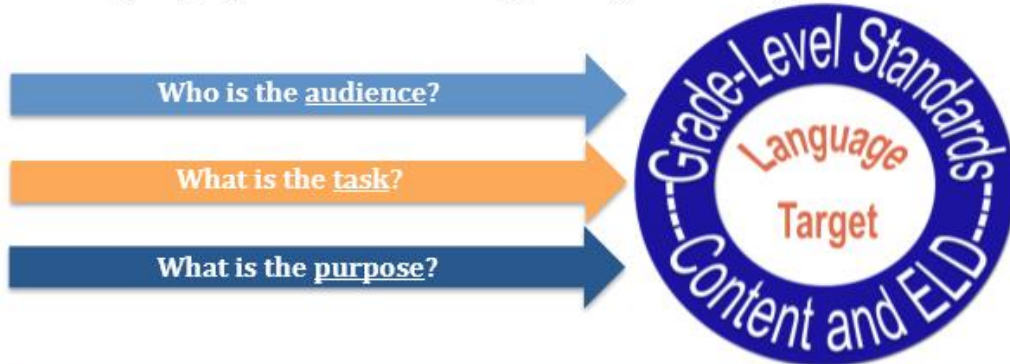 Who is the audience?
What is the task?
What is the purpose?
Grade-Level Standards
Language
Target
Content and ELD